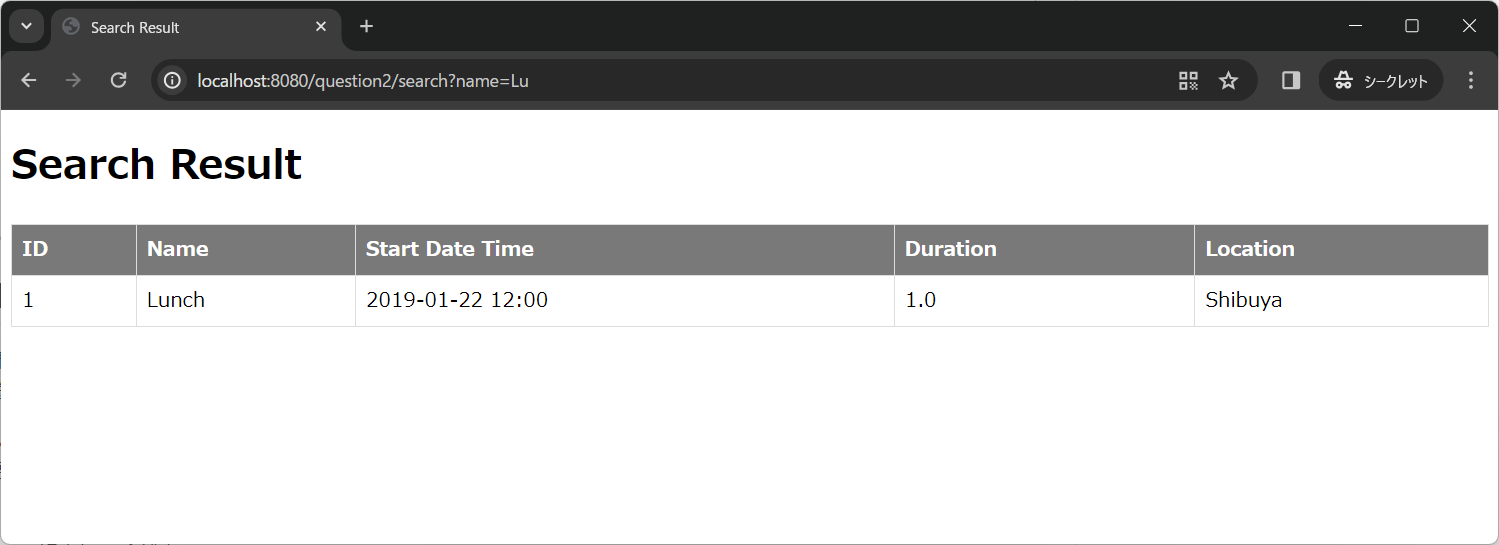 Search Result
localhost:8080/question2/search?name=Lu
シークレット
Search Result
ID Name Start Date Time Duration Location
1 Lunch 2019-01-22 12:00 1.0 Shibuya